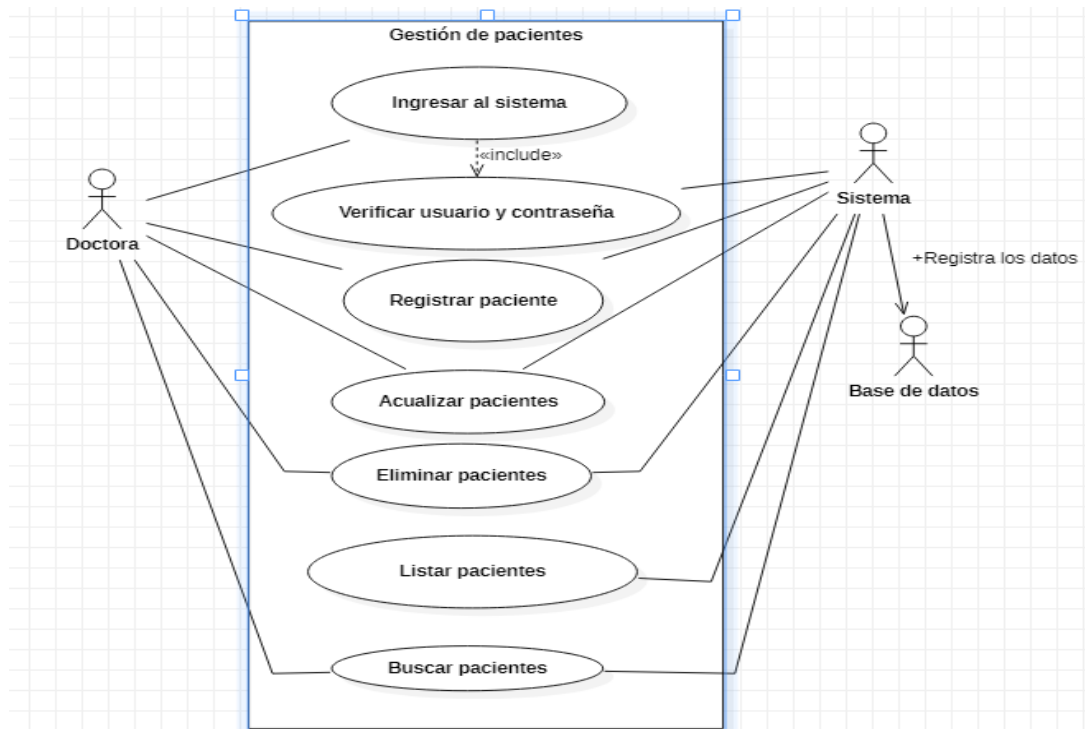 Gestión de pacientes
Ingresar al sistema
«include»
Verificar usuario y contraseña
Sistema
Doctora
+Registra los datos
Registrar paciente
Base de datos
Acualizar pacientes
Eliminar pacientes
Listar pacientes
Buscar pacientes